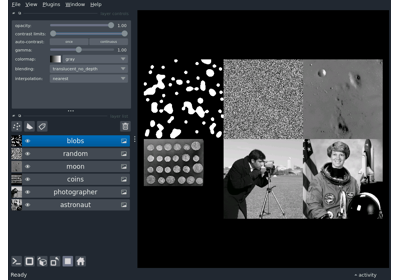 File View Plugins Window Help
opacity: 1.00
contrast limits:
auto-contrast: once continuous
gamma: 1.00
colormap: gray
blending: translucent_no_depth
interpolation: nearest
blobs
random
moon
coins
photographer
astronaut
Ready
activity